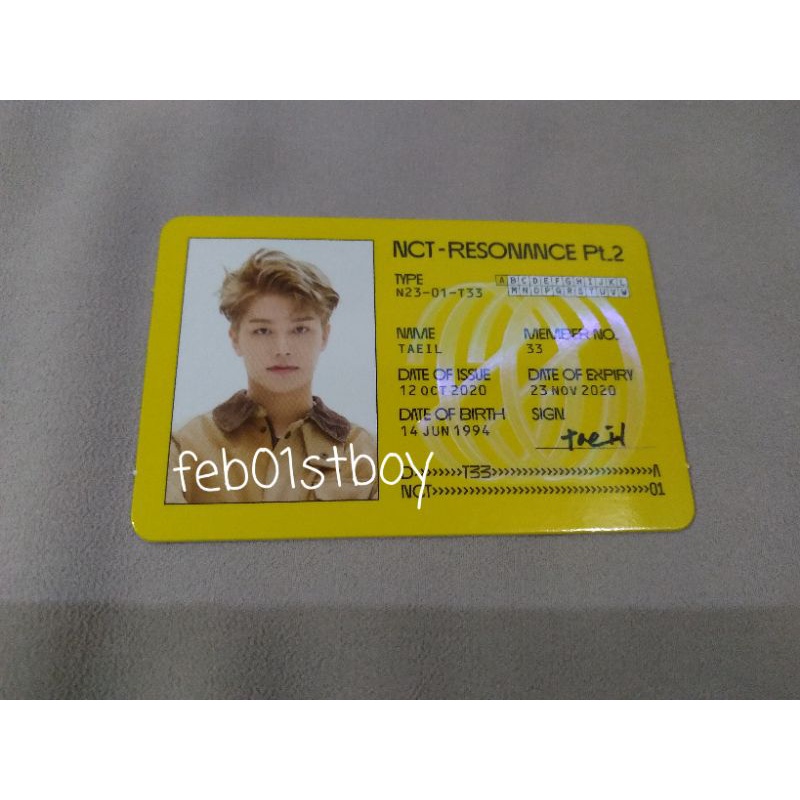 NCT-RESONANCE Pt.2
TYPE
N23-01-T33
A B C D E F G H I J K L
M N O P Q R S T U V W
NAME
TAEIL
MEMBER NO.
33
DATE OF ISSUE
12 OCT 2020
DATE OF EXPIRY
23 NOV 2020
DATE OF BIRTH
14 JUN 1994
SIGN
taeil
feb01stboy
T33>>>>>>>>>>>>>>>>>>>>>>>>>>>>
NCT>>>>>>>>>>>>>>>>>>>>>>>>>>>>>>>>>>>>01